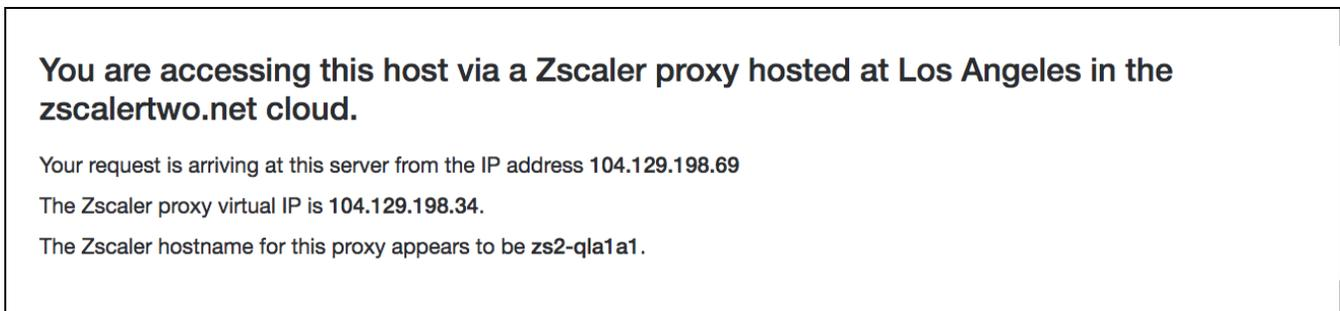 You are accessing this host via a Zscaler proxy hosted at Los Angeles in the
zscalertwo.net cloud.
Your request is arriving at this server from the IP address 104.129.198.69
The Zscaler proxy virtual IP is 104.129.198.34.
The Zscaler hostname for this proxy appears to be zs2-qla1a1.